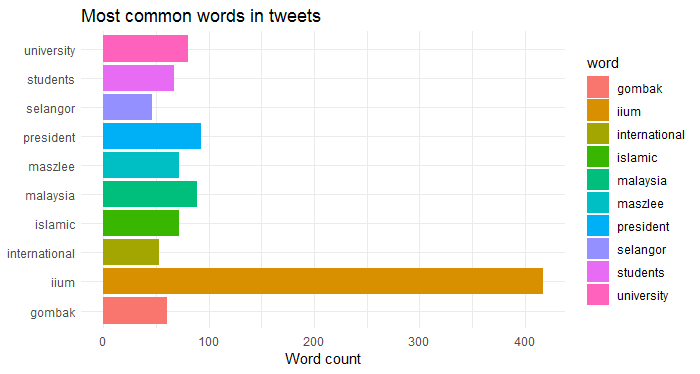 Most common words in tweets
university
students
selangor
president
maszlee
malaysia
islamic
international
iium
gombak
0 100 200 300 400
Word count
word
gombak
iium
international
islamic
malaysia
maszlee
president
selangor
students
university